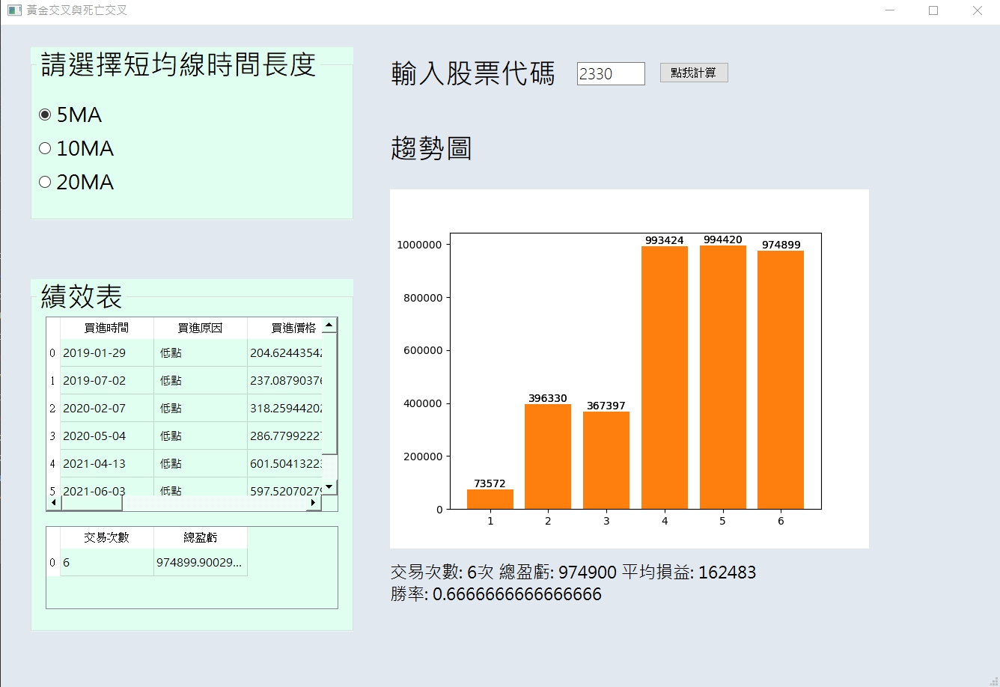 黃金交叉與死亡交叉
請選擇短均線時間長度
5MA
10MA
20MA
輸入股票代碼 2330 點我計算
趨勢圖
1000000
800000
600000
400000
200000
0
73572
396330
367397
993424
994420
974899
1 2 3 4 5 6
交易次數: 6次 總盈虧: 974900 平均損益: 162483
勝率: 0.6666666666666666
績效表
買進時間 買進原因 買進價格
0 2019-01-29 低點 204.62443542
1 2019-07-02 低點 237.08790376
2 2020-02-07 低點 318.25944202
3 2020-05-04 低點 286.77992227
4 2021-04-13 低點 601.50413223
5 2021-06-03 低點 597.52070279
交易次數 總盈虧
0 6 974899.90029...